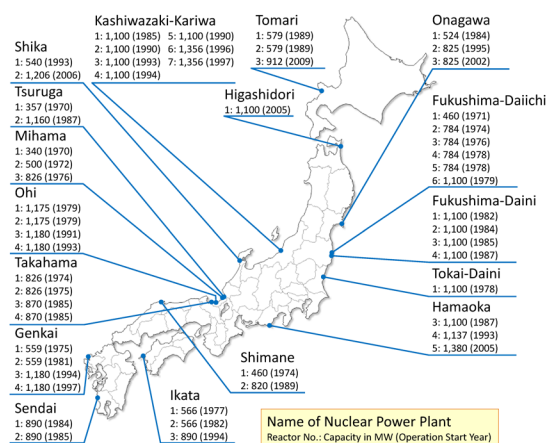 Kashiwazaki-Kariwa
1: 1,100 (1985) 5: 1,100 (1990)
2: 1,100 (1990) 6: 1,356 (1996)
3: 1,100 (1993) 7: 1,356 (1997)
4: 1,100 (1994)
Tomari
1: 579 (1989)
2: 579 (1989)
3: 912 (2009)
Onagawa
1: 524 (1984)
2: 825 (1995)
3: 825 (2002)
Shika
1: 540 (1993)
2: 1,206 (2006)
Higashidori
1: 1,100 (2005)
Tsuruga
1: 357 (1970)
2: 1,160 (1987)
Fukushima-Daiichi
1: 460 (1971)
2: 784 (1974)
3: 784 (1976)
4: 784 (1978)
5: 784 (1978)
6: 1,100 (1979)
Mihama
1: 340 (1970)
2: 500 (1972)
3: 826 (1976)
Ohi
1: 1,175 (1979)
2: 1,175 (1979)
3: 1,180 (1991)
4: 1,180 (1993)
Fukushima-Daini
1: 1,100 (1982)
2: 1,100 (1984)
3: 1,100 (1985)
4: 1,100 (1987)
Takahama
1: 826 (1974)
2: 826 (1975)
3: 870 (1985)
4: 870 (1985)
Tokai-Daini
1: 1,100 (1978)
Hamaoka
3: 1,100 (1987)
4: 1,137 (1993)
5: 1,380 (2005)
Genkai
1: 559 (1975)
2: 559 (1981)
3: 1,180 (1994)
4: 1,180 (1997)
Shimane
1: 460 (1974)
2: 820 (1989)
Sendai
1: 890 (1984)
2: 890 (1985)
Ikata
1: 566 (1977)
2: 566 (1982)
3: 890 (1994)
Name of Nuclear Power Plant
Reactor No.: Capacity in MW (Operation Start Year)